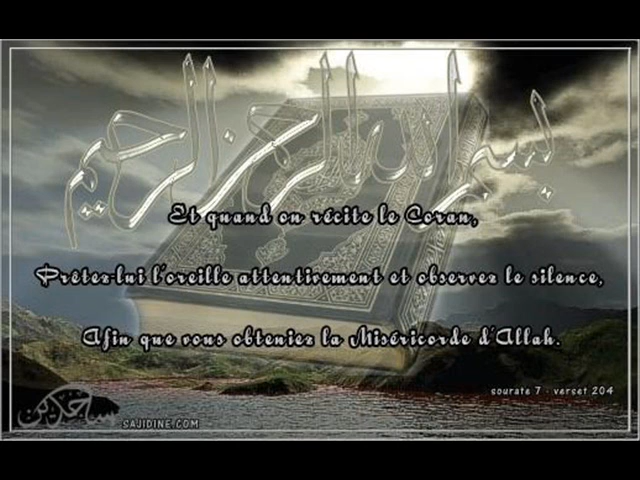 بسم الله الرحمن الرحيم
Et quand on récite le Coran,
Prêtez-lui l'oreille attentivement et observez le silence,
Afin que vous obteniez la Miséricorde d'Allah.
sourate 7 - verset 204
ساجدين
SAJIDINE.COM